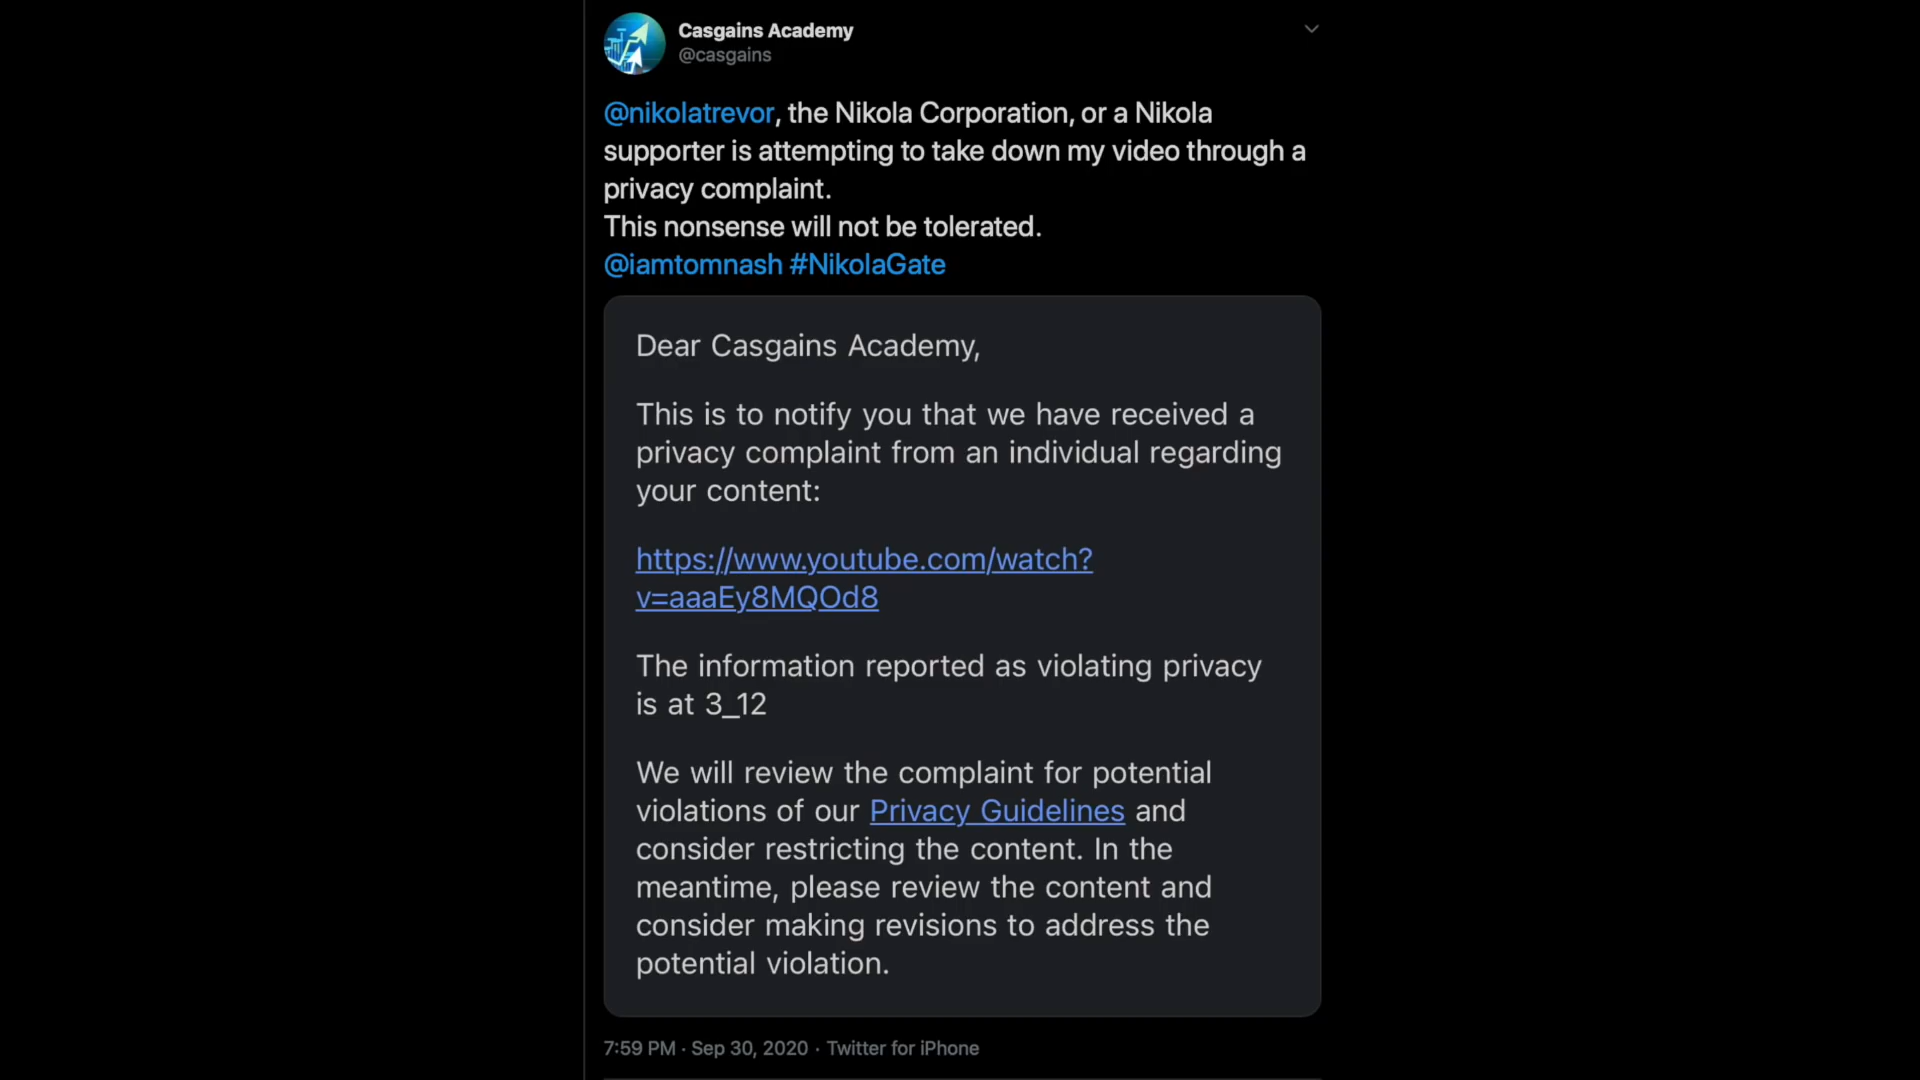 Casgains Academy
@casgains
@nikolatrevor, the Nikola Corporation, or a Nikola
supporter is attempting to take down my video through a
privacy complaint.
This nonsense will not be tolerated.
@iamtomnash #NikolaGate
Dear Casgains Academy,
This is to notify you that we have received a
privacy complaint from an individual regarding
your content:
https://www.youtube.com/watch?
v=aaaEy8MQOd8
The information reported as violating privacy
is at 3_12
We will review the complaint for potential
violations of our Privacy Guidelines and
consider restricting the content. In the
meantime, please review the content and
consider making revisions to address the
potential violation.
7:59 PM · Sep 30, 2020 · Twitter for iPhone